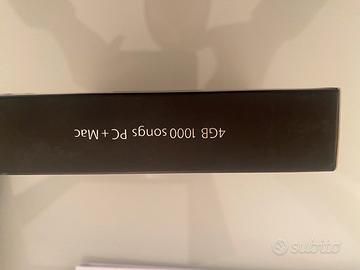 4GB 1000 songs PC + Mac
subito